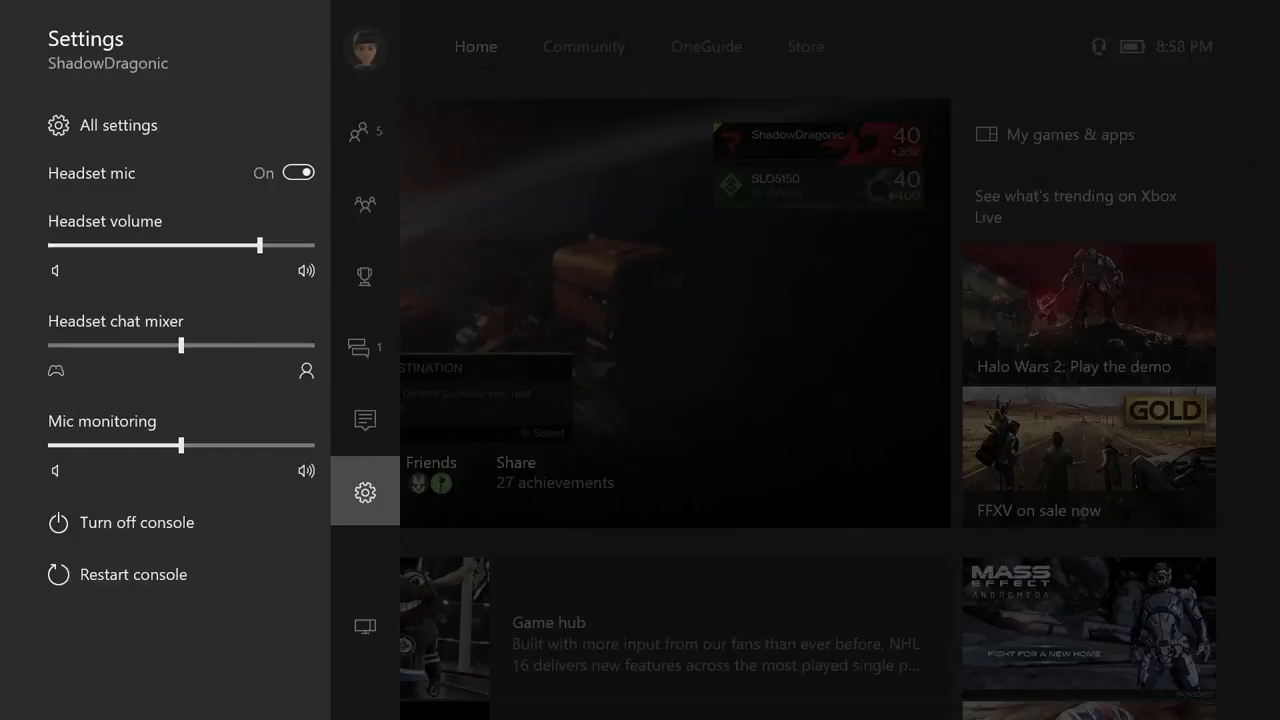 Settings
ShadowDragonic
All settings
Headset mic
On
Headset volume
Headset chat mixer
Mic monitoring
Turn off console
Restart console
5
1
Home
Community
OneGuide
Store
8:58 PM
ShadowDragonic
40
SLO5150
40
STINATION
Select
Friends
Share
27 achievements
My games & apps
See what's trending on Xbox
Live
Halo Wars 2: Play the demo
GOLD
FFXV on sale now
Game hub
Built with more input from our fans than ever before, NHL
16 delivers new features across the most played single p...
MASS
EFFECT
ANDROMEDA
FIGHT FOR A NEW HOME
SPONSORED